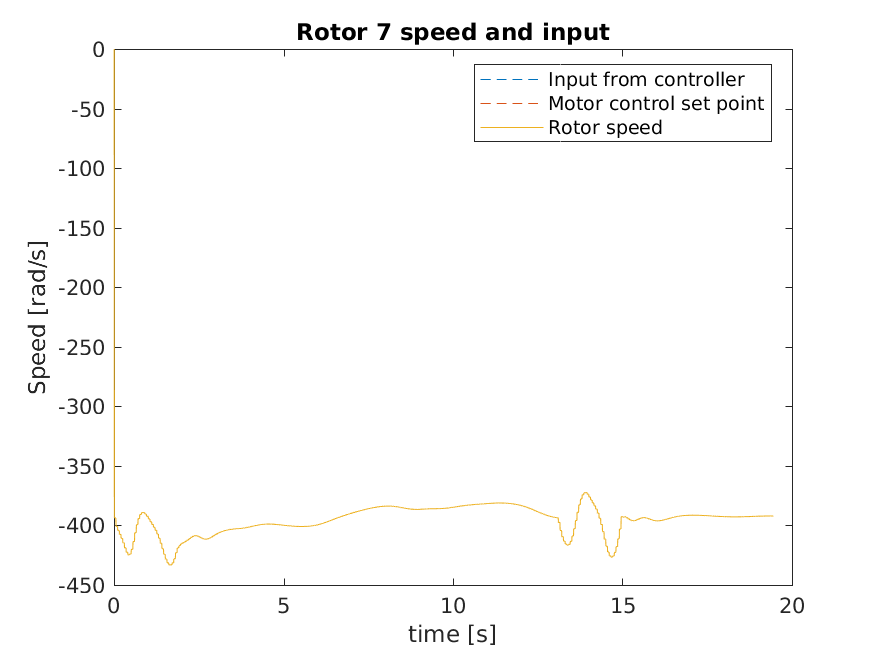 Rotor 7 speed and input
Input from controller
Motor control set point
Rotor speed
0
-50
-100
-150
-200
-250
-300
-350
-400
-450
Speed [rad/s]
0 5 10 15 20
time [s]